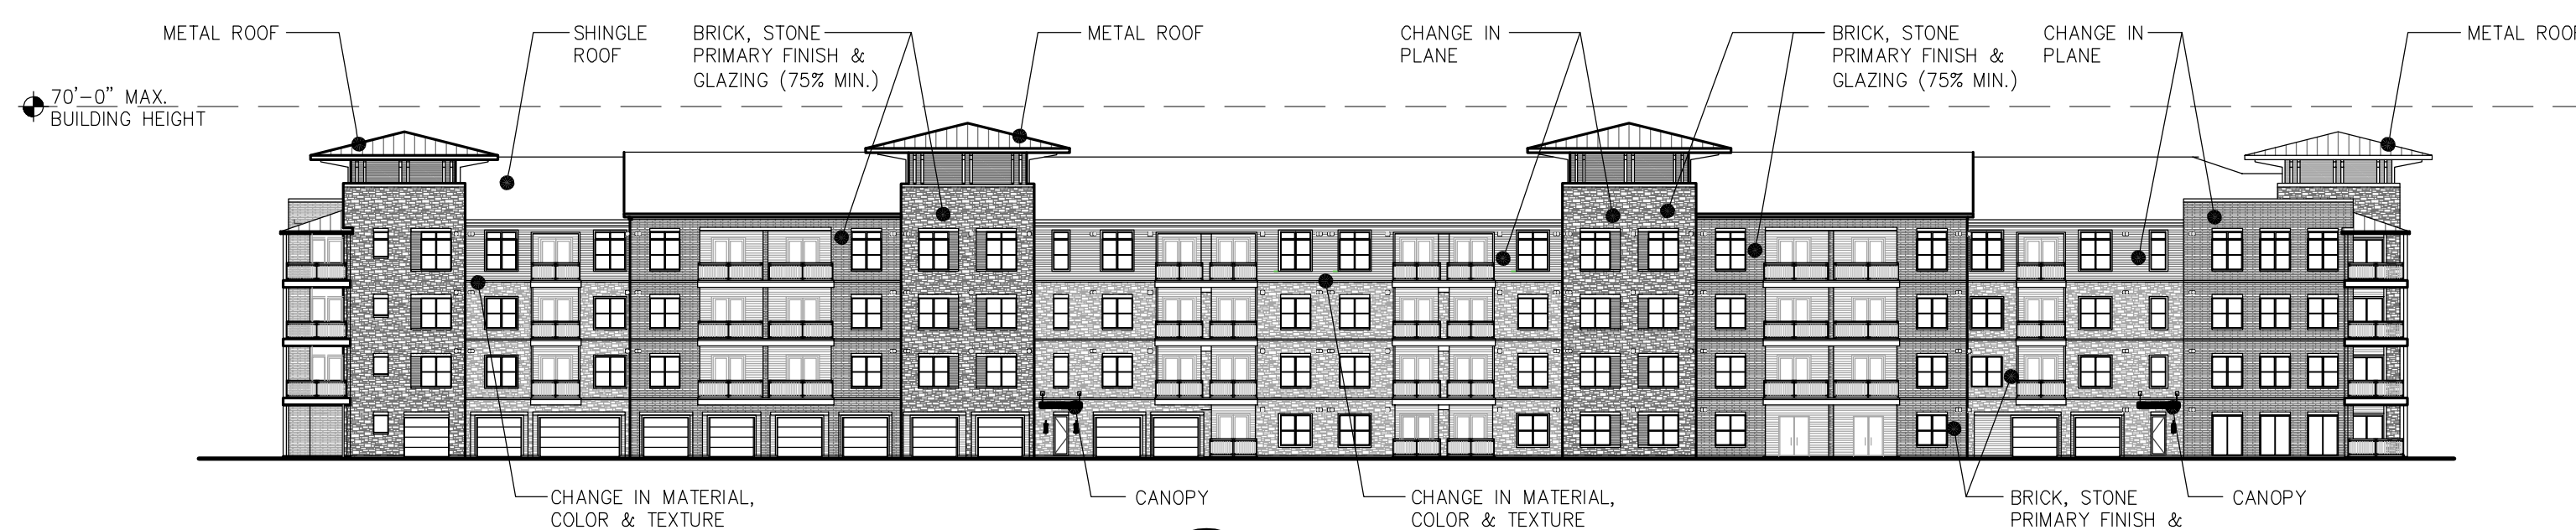 METAL ROOF
SHINGLE
ROOF
BRICK, STONE
PRIMARY FINISH &
GLAZING (75% MIN.)
METAL ROOF
CHANGE IN
PLANE
BRICK, STONE
PRIMARY FINISH &
GLAZING (75% MIN.)
CHANGE IN
PLANE
METAL ROOF
70'-0" MAX.
BUILDING HEIGHT
CHANGE IN MATERIAL,
COLOR & TEXTURE
CANOPY
CHANGE IN MATERIAL,
COLOR & TEXTURE
BRICK, STONE
PRIMARY FINISH &
CANOPY